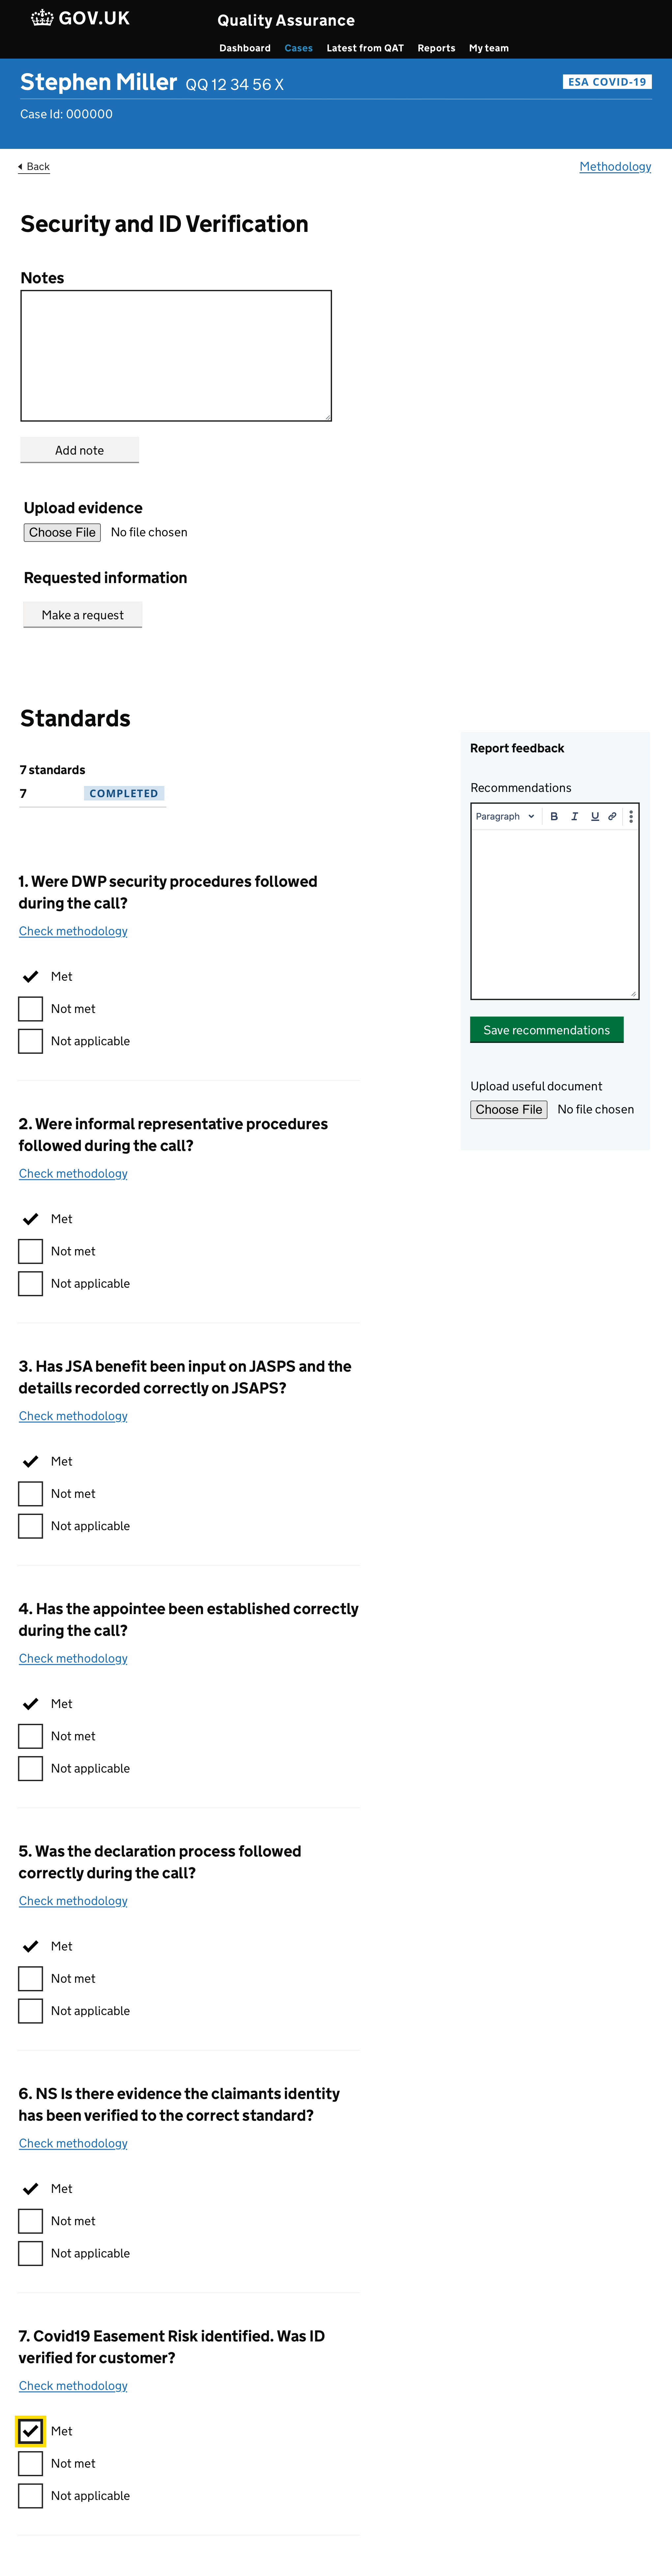 GOV.UK
Quality Assurance
Dashboard Cases Latest from QAT Reports My team
Stephen Miller QQ 12 34 56 X
ESA COVID-19
Case Id: 000000
Back
Methodology
Security and ID Verification
Notes
Add note
Upload evidence
Choose File No file chosen
Requested information
Make a request
Standards
7 standards
7 COMPLETED
Report feedback
Recommendations
Paragraph B I U
Save recommendations
Upload useful document
Choose File No file chosen
1. Were DWP security procedures followed
during the call?
Check methodology
Met
Not met
Not applicable
2. Were informal representative procedures
followed during the call?
Check methodology
Met
Not met
Not applicable
3. Has JSA benefit been input on JASPS and the
detaills recorded correctly on JSAPS?
Check methodology
Met
Not met
Not applicable
4. Has the appointee been established correctly
during the call?
Check methodology
Met
Not met
Not applicable
5. Was the declaration process followed
correctly during the call?
Check methodology
Met
Not met
Not applicable
6. NS Is there evidence the claimants identity
has been verified to the correct standard?
Check methodology
Met
Not met
Not applicable
7. Covid19 Easement Risk identified. Was ID
verified for customer?
Check methodology
Met
Not met
Not applicable